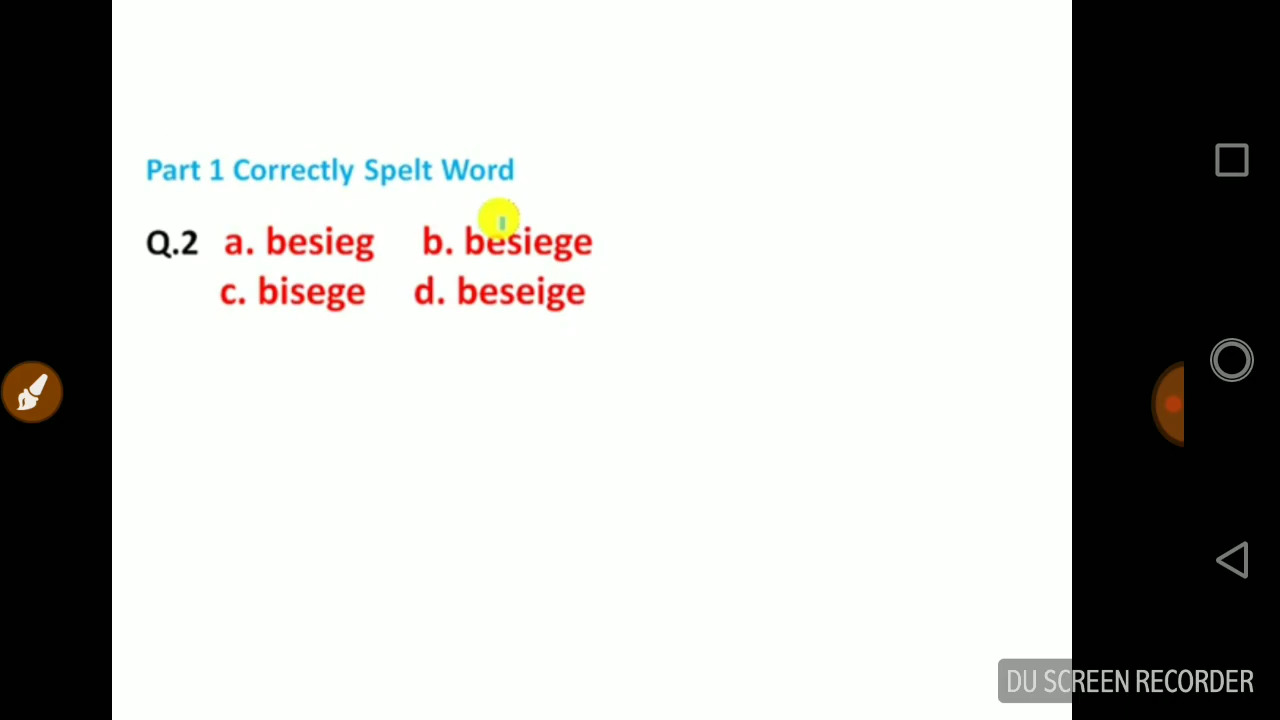 Part 1 Correctly Spelt Word
Q.2 a. besieg b. besiege
c. bisege d. beseige
DU SCREEN RECORDER